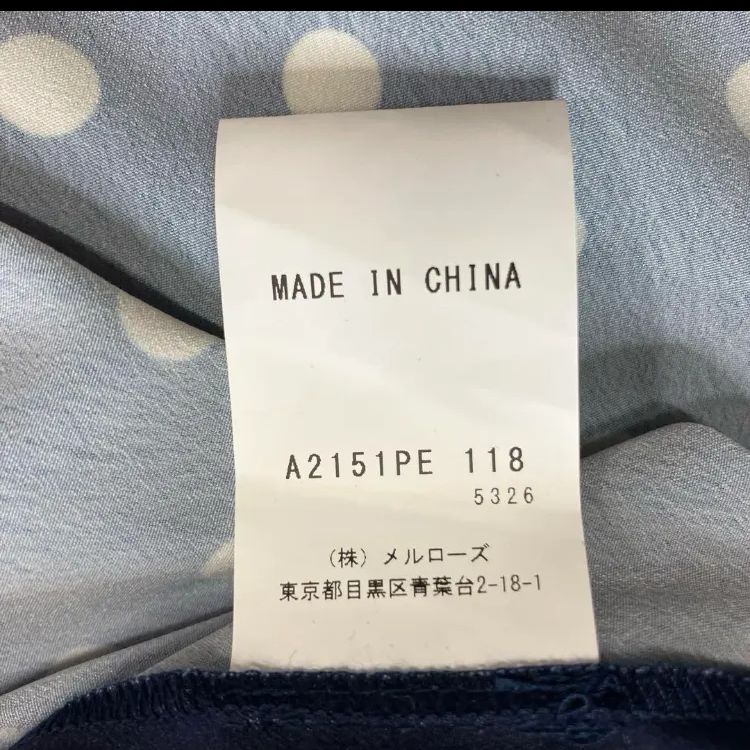 MADE IN CHINA
A2151PE 118
5326
(株) メルローズ
東京都目黒区青葉台2-18-1